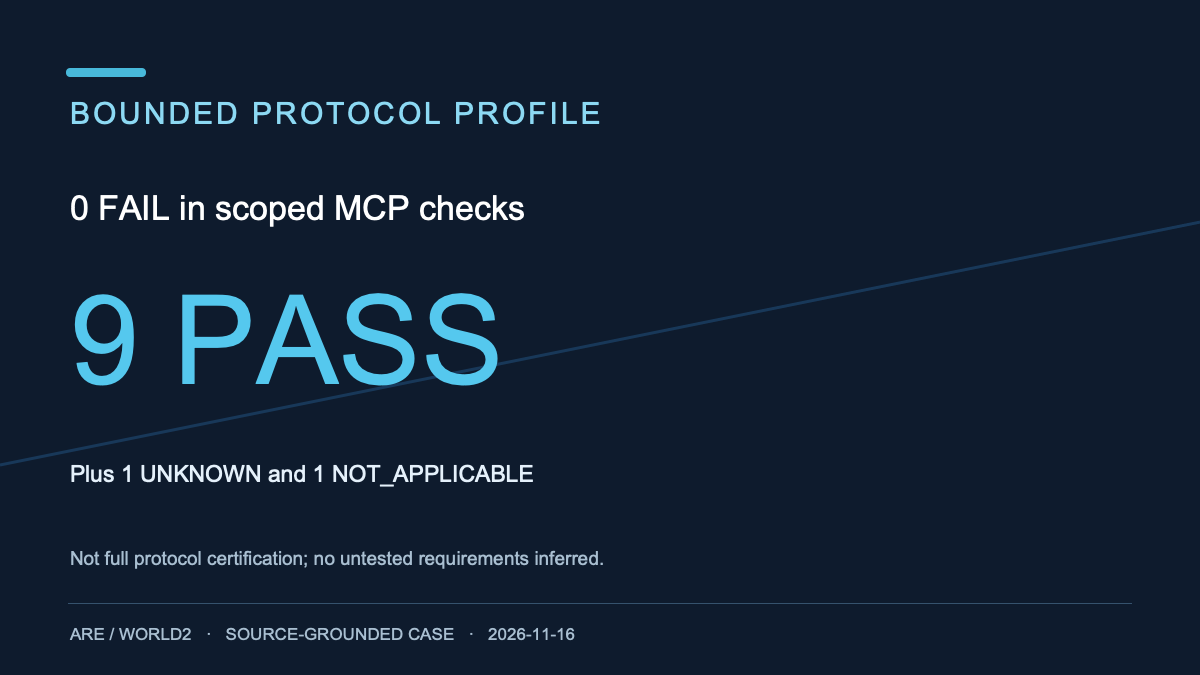 BOUNDED PROTOCOL PROFILE
0 FAIL in scoped MCP checks
9 PASS
Plus 1 UNKNOWN and 1 NOT_APPLICABLE
Not full protocol certification; no untested requirements inferred.
ARE / WORLD2 · SOURCE-GROUNDED CASE · 2026-11-16